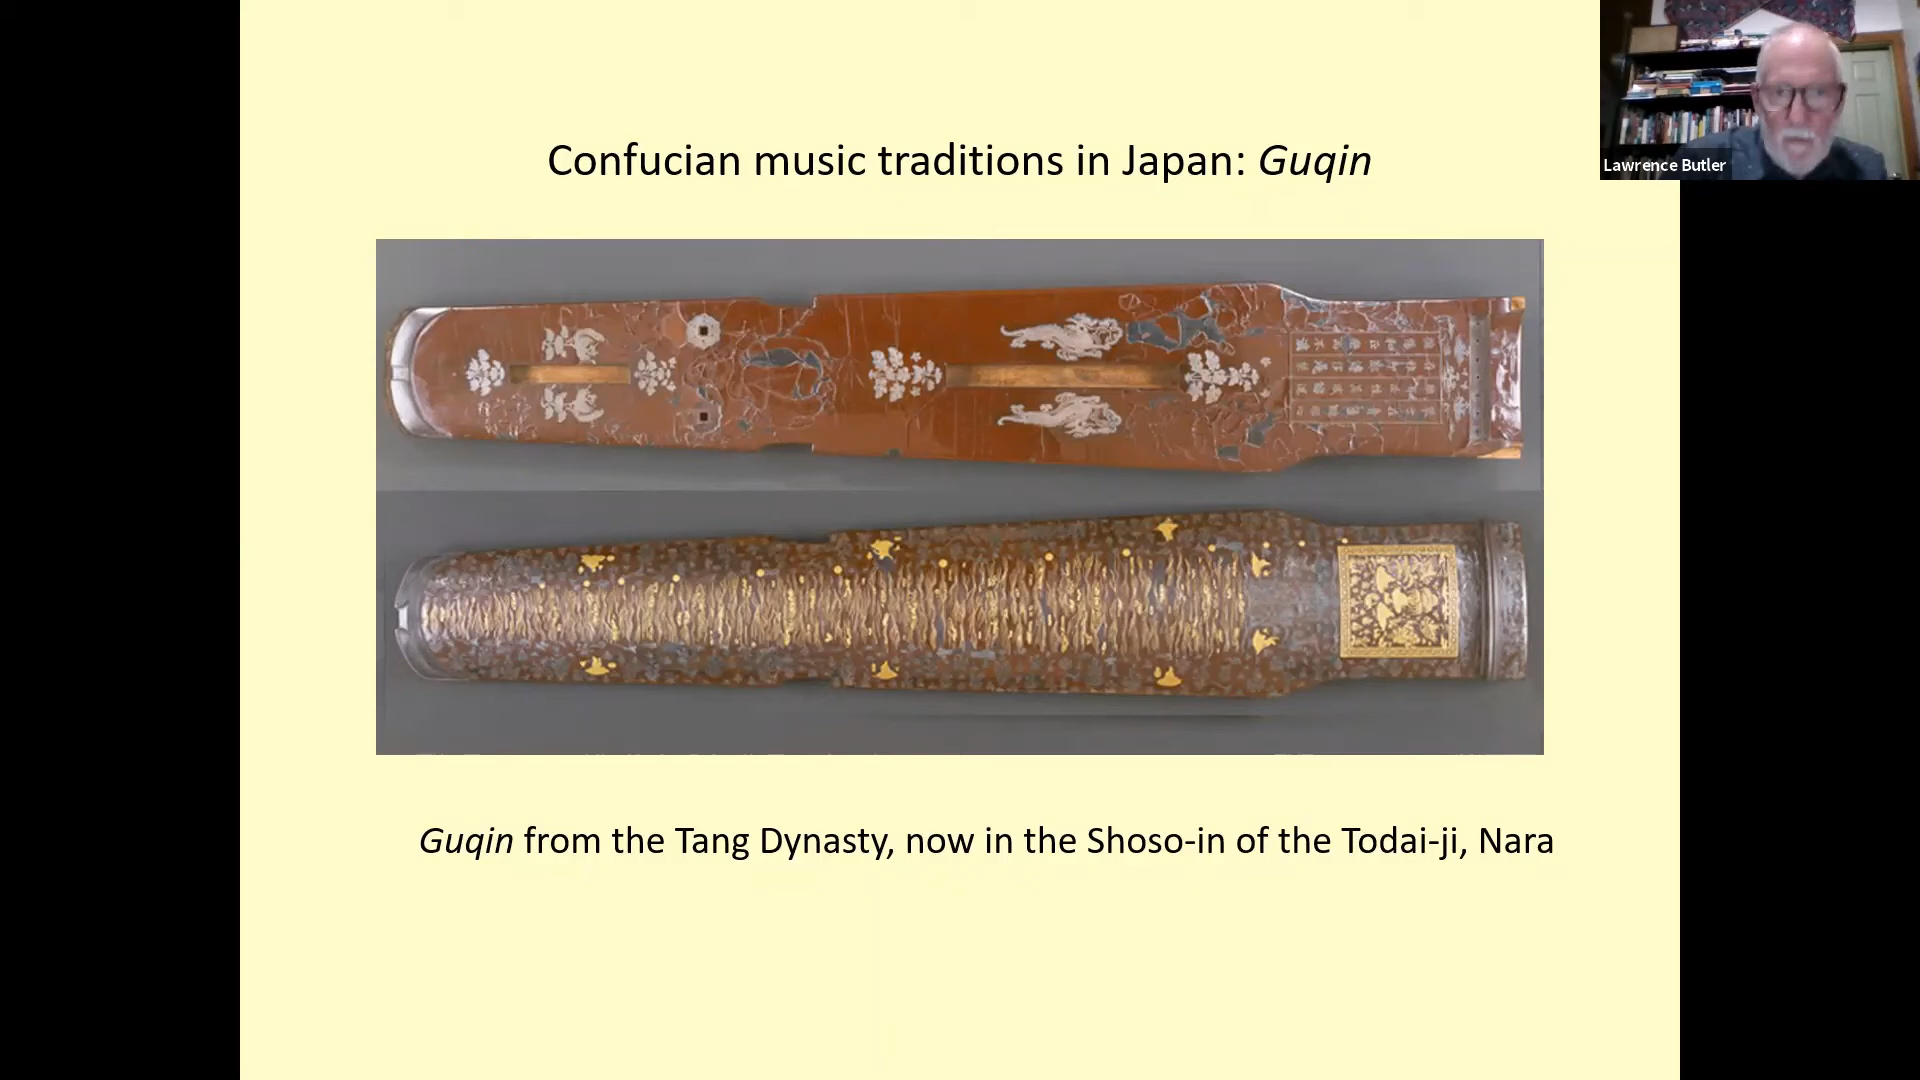 Confucian music traditions in Japan: Guqin
Lawrence Butler
Guqin from the Tang Dynasty, now in the Shoso-in of the Todai-ji, Nara